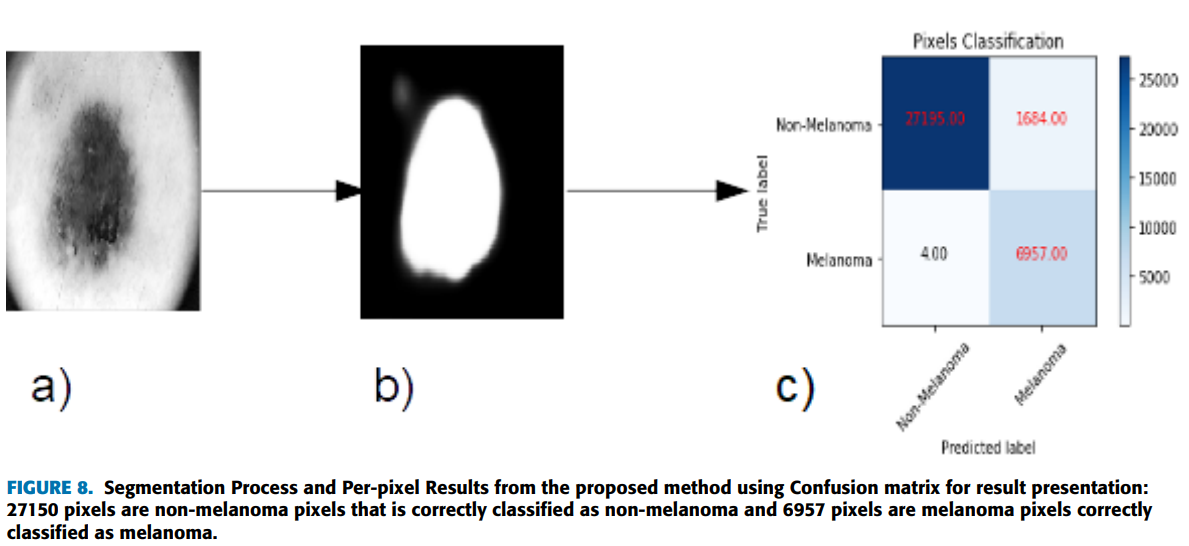 Pixels Classification
Non-Melanoma
27195.00
1684.00
Melanoma
4.00
6957.00
True label
Non-Melanoma
Melanoma
Predicted label
25000
20000
15000
10000
5000
a)
b)
c)
FIGURE 8. Segmentation Process and Per-pixel Results from the proposed method using Confusion matrix for result presentation:
27150 pixels are non-melanoma pixels that is correctly classified as non-melanoma and 6957 pixels are melanoma pixels correctly
classified as melanoma.